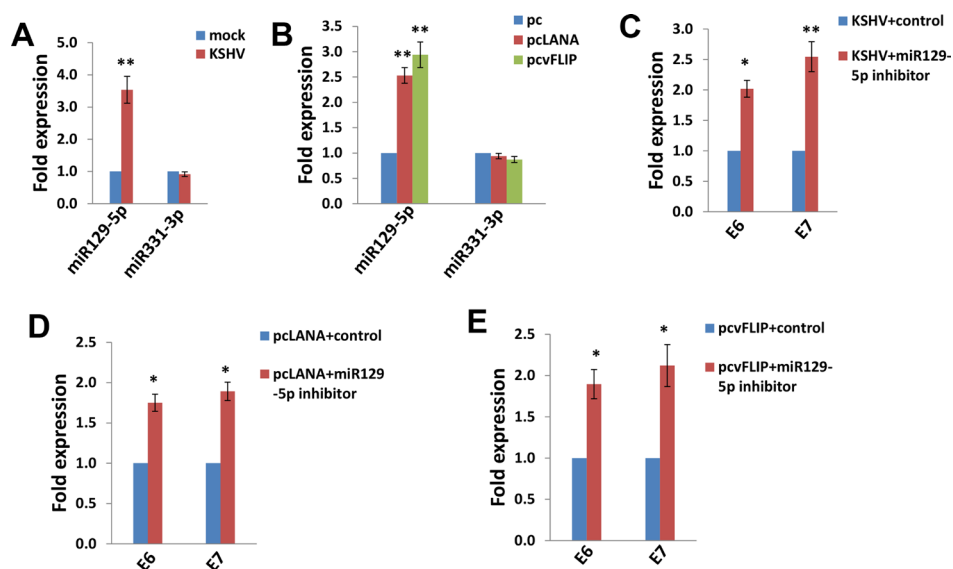 A
mock
KSHV
Fold expression
5.0
4.0
3.0
2.0
1.0
0.0
**
miR129-5p
miR331-3p
B
pc
pcLANA
pcvFLIP
Fold expression
3.5
3.0
2.5
2.0
1.5
1.0
0.5
0.0
**
**
miR129-5p
miR331-3p
C
KSHV+control
KSHV+miR129-
5p inhibitor
Fold expression
3.0
2.5
2.0
1.5
1.0
0.5
0.0
*
**
E6
E7
D
pcLANA+control
pcLANA+miR129
-5p inhibitor
Fold expression
2.5
2.0
1.5
1.0
0.5
0.0
*
*
E6
E7
E
pcvFLIP+control
pcvFLIP+miR129-
5p inhibitor
Fold expression
2.5
2.0
1.5
1.0
0.5
0.0
*
*
E6
E7